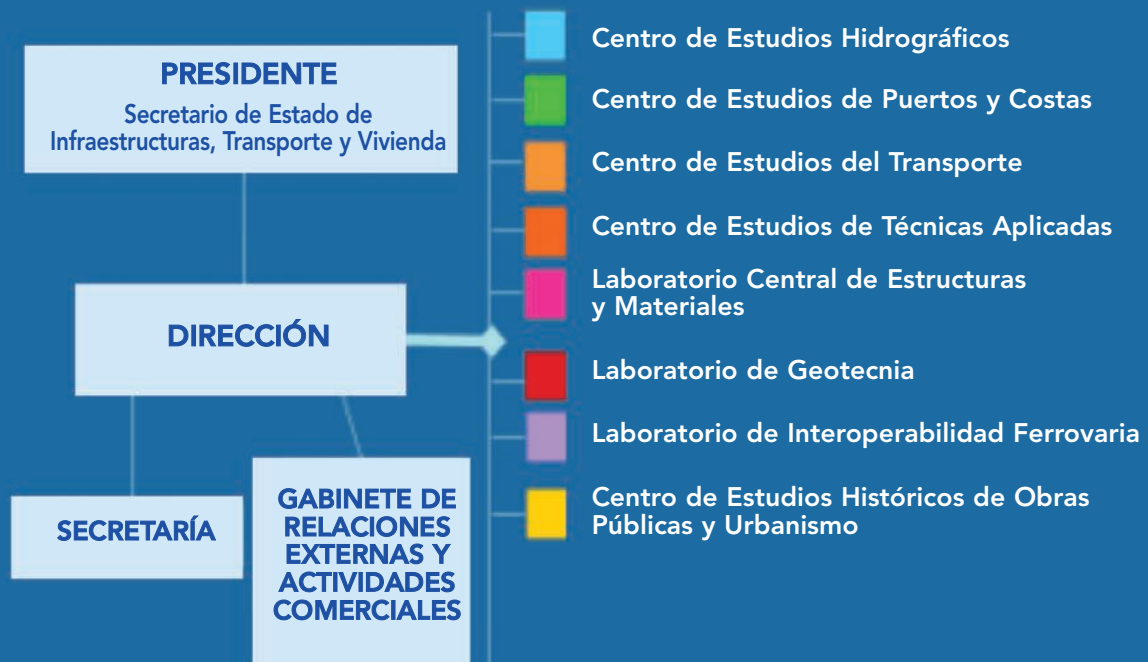 PRESIDENTE
Secretario de Estado de
Infraestructuras, Transporte y Vivienda
DIRECCIÓN
SECRETARÍA
GABINETE DE
RELACIONES
EXTERNAS Y
ACTIVIDADES
COMERCIALES
Centro de Estudios Hidrográficos
Centro de Estudios de Puertos y Costas
Centro de Estudios del Transporte
Centro de Estudios de Técnicas Aplicadas
Laboratorio Central de Estructuras
y Materiales
Laboratorio de Geotecnia
Laboratorio de Interoperabilidad Ferrovaria
Centro de Estudios Históricos de Obras
Públicas y Urbanismo